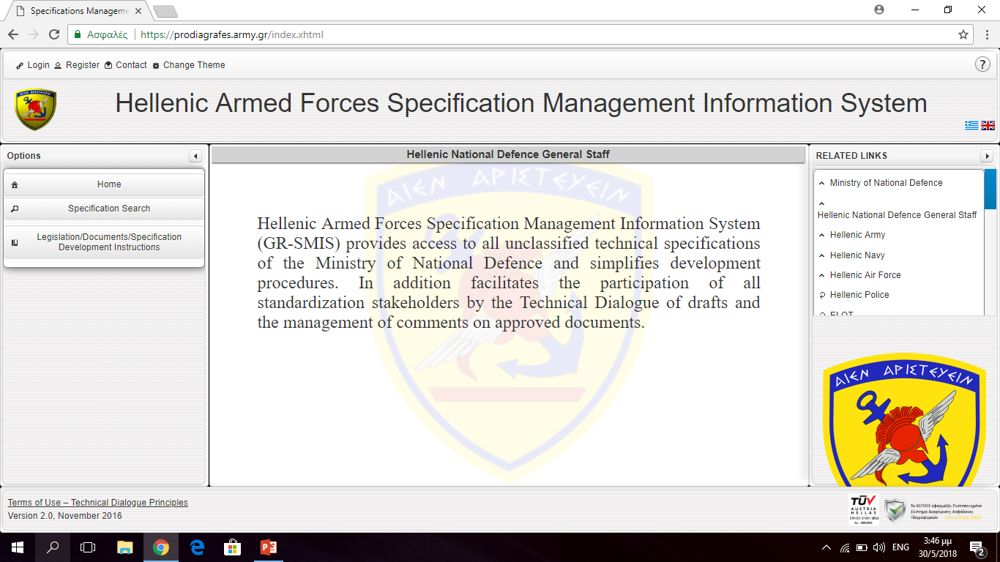 Specifications Manageme
Ασφαλές
https://prodiagrafes.army.gr/index.xhtml
Login Register Contact Change Theme
?
ΑΙΕΝ ΑΡΙΣΤΕΥΕΙΝ
Hellenic Armed Forces Specification Management Information System
Options
Home
Specification Search
Legislation/Documents/Specification
Development Instructions
Hellenic National Defence General Staff
ΑΙΕΝ ΑΡΙΣΤΕΥΕΙΝ
Hellenic Armed Forces Specification Management Information System
(GR-SMIS) provides access to all unclassified technical specifications
of the Ministry of National Defence and simplifies development
procedures. In addition facilitates the participation of all
standardization stakeholders by the Technical Dialogue of drafts and
the management of comments on approved documents.
RELATED LINKS
Ministry of National Defence
Hellenic National Defence General Staff
Hellenic Army
Hellenic Navy
Hellenic Air Force
Hellenic Police
ELOT
ΑΙΕΝ ΑΡΙΣΤΕΥΕΙΝ
Terms of Use – Technical Dialogue Principles
Version 2.0, November 2016
TÜV
AUSTRIA
HELLAS
EN ISO 27001:2013
Το ΚΕΠΥΕΣ εφαρμόζει Πιστοποιημένο
Σύστημα Διαχείρισης Ασφάλειας
Πληροφοριών ISO 27001:2013
ENG
3:46 μμ
30/5/2018
2